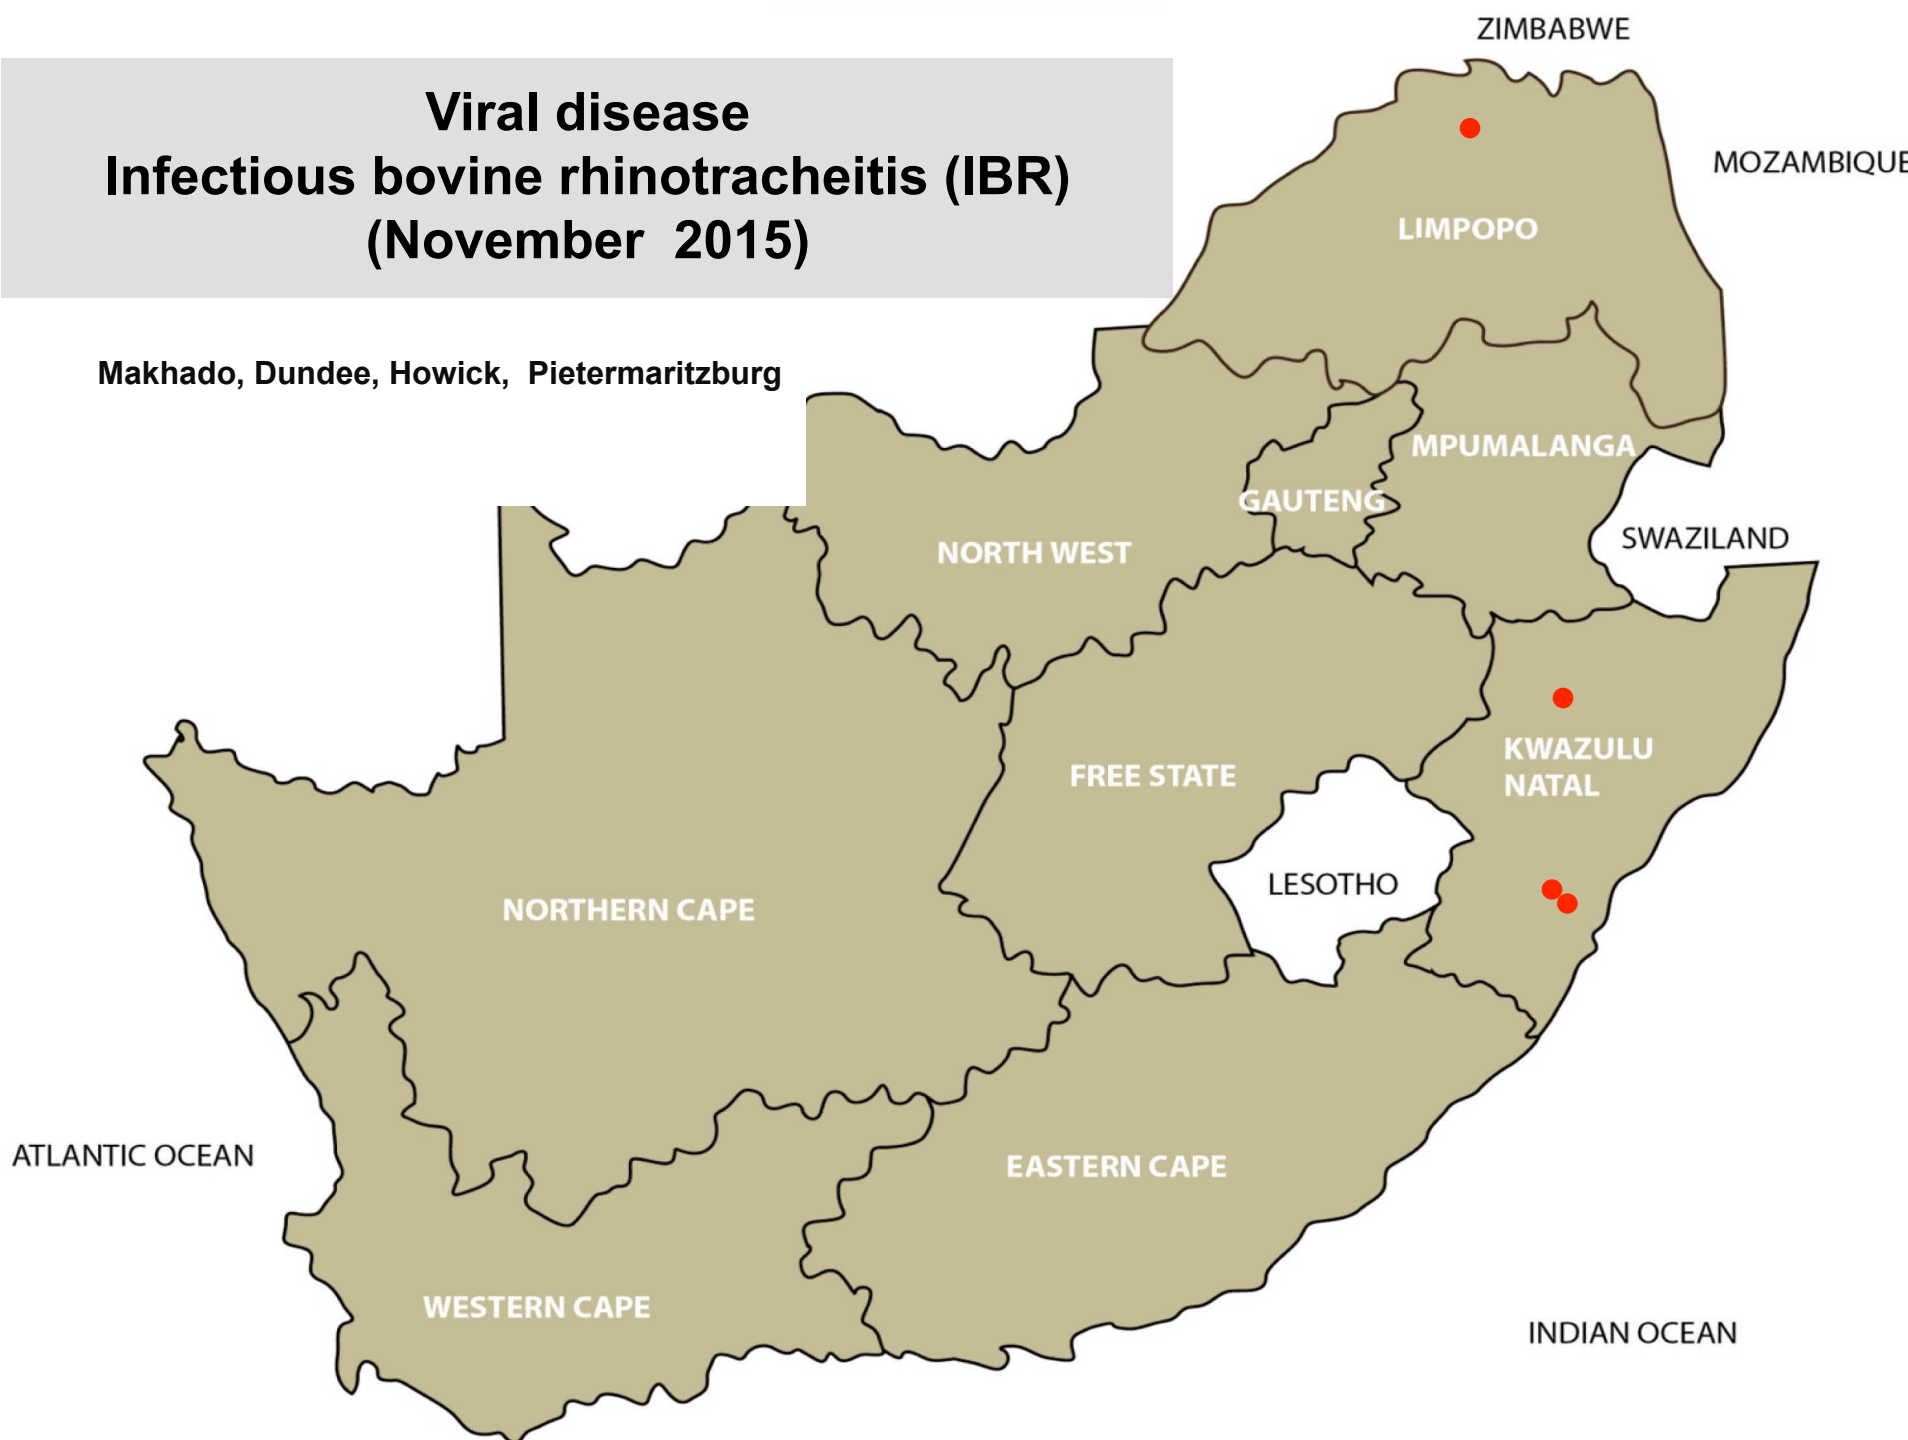 ZIMBABWE
Viral disease
Infectious bovine rhinotracheitis (IBR)
(November 2015)
MOZAMBIQUE
LIMPOPO
Makhado, Dundee, Howick, Pietermaritzburg
MPUMALANGA
GAUTENG
SWAZILAND
NORTH WEST
KWAZULU
NATAL
FREE STATE
LESOTHO
NORTHERN CAPE
ATLANTIC OCEAN
EASTERN CAPE
WESTERN CAPE
INDIAN OCEAN